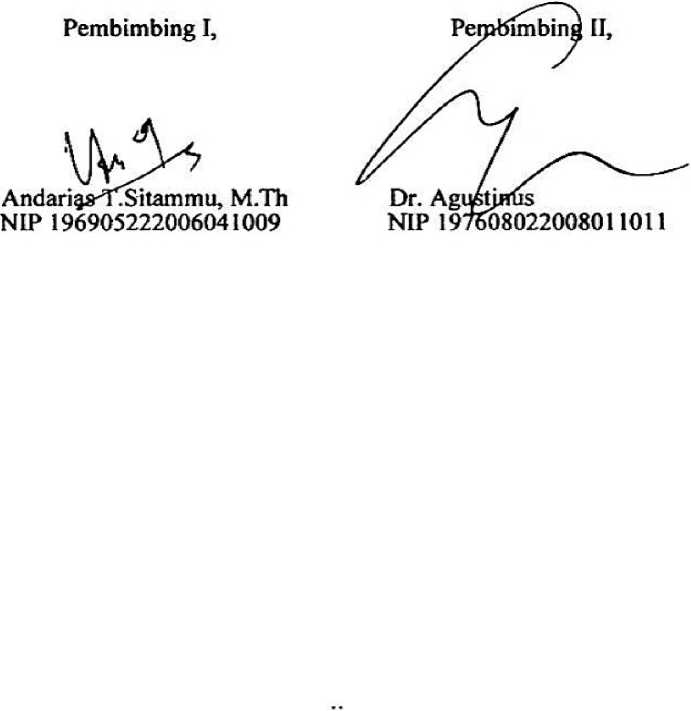 Pembimbing I,
Andarias T.Sitammu, M.Th
NIP 196905222006041009
Pembimbing II,
Dr. Agustinus
NIP 197608022008011011